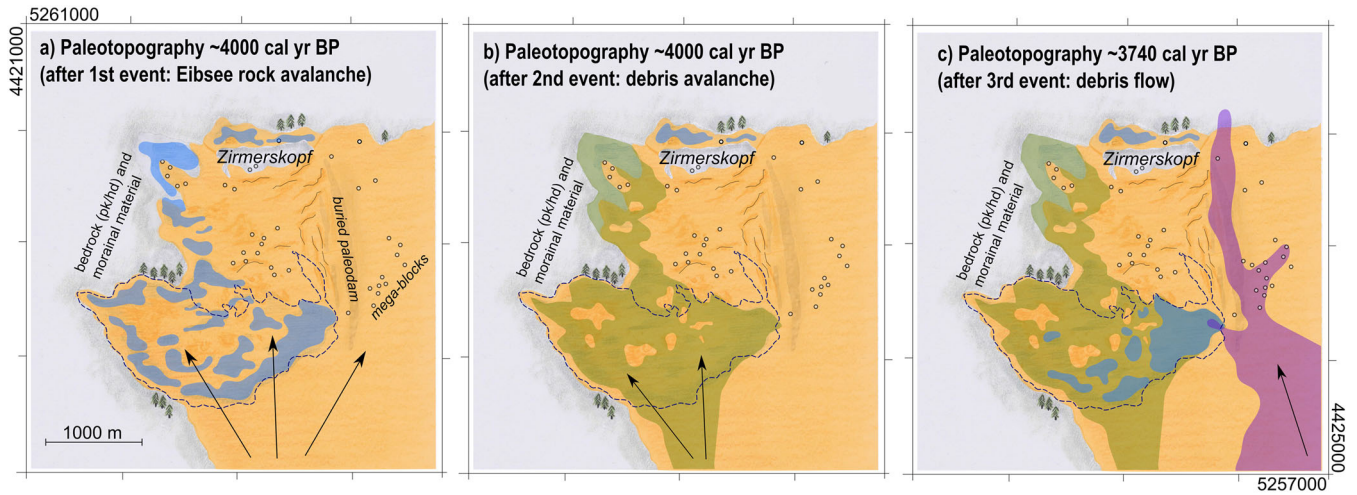 5261000
4421000
a) Paleotopography ~4000 cal yr BP
(after 1st event: Eibsee rock avalanche)
Zirmerskopf
bedrock (pk/hd) and
morainal material
buried paleodam
mega-blocks
1000 m
b) Paleotopography ~4000 cal yr BP
(after 2nd event: debris avalanche)
Zirmerskopf
bedrock (pk/hd) and
morainal material
c) Paleotopography ~3740 cal yr BP
(after 3rd event: debris flow)
Zirmerskopf
bedrock (pk/hd) and
morainal material
4425000
5257000